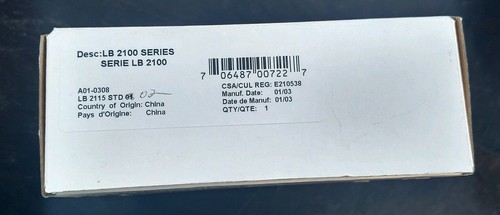 Desc:LB 2100 SERIES
SERIE LB 2100
7 06487 00722 7
A01-0308
LB 2115 STD 01 02
Country of Origin: China
Pays d'Origine: China
CSA/CUL REG: E210538
Manuf. Date: 01/03
Date de Manuf: 01/03
QTY/QTE: 1